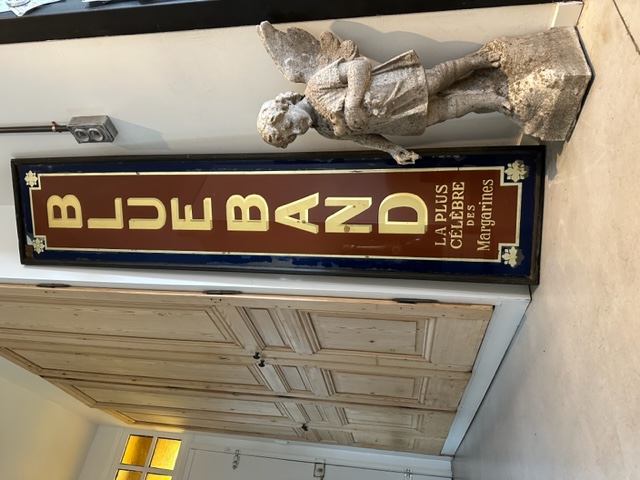 BLUE BAND
LA PLUS
CÉLÈBRE
DES
Margarines